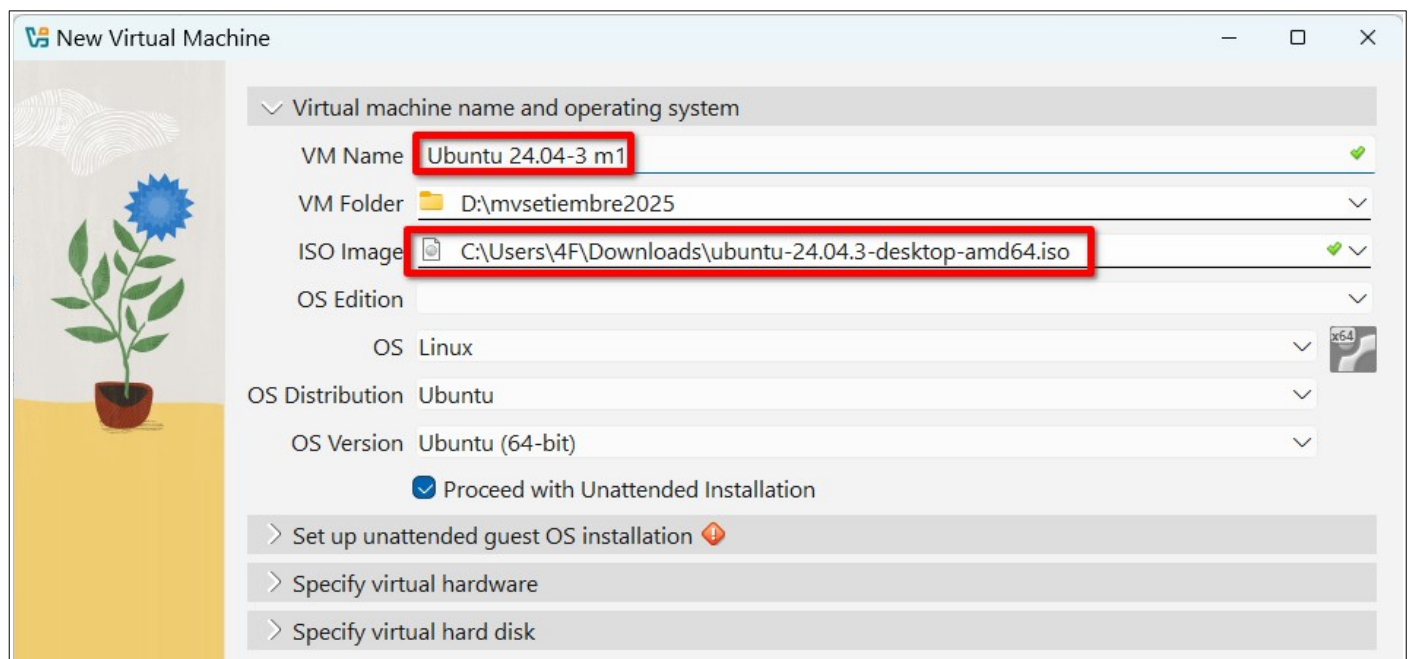 New Virtual Machine
Virtual machine name and operating system
VM Name Ubuntu 24.04-3 m1
VM Folder D:\mvsetiembre2025
ISO Image C:\Users\4F\Downloads\ubuntu-24.04.3-desktop-amd64.iso
OS Edition
OS Linux
x64
OS Distribution Ubuntu
OS Version Ubuntu (64-bit)
Proceed with Unattended Installation
Set up unattended guest OS installation
Specify virtual hardware
Specify virtual hard disk